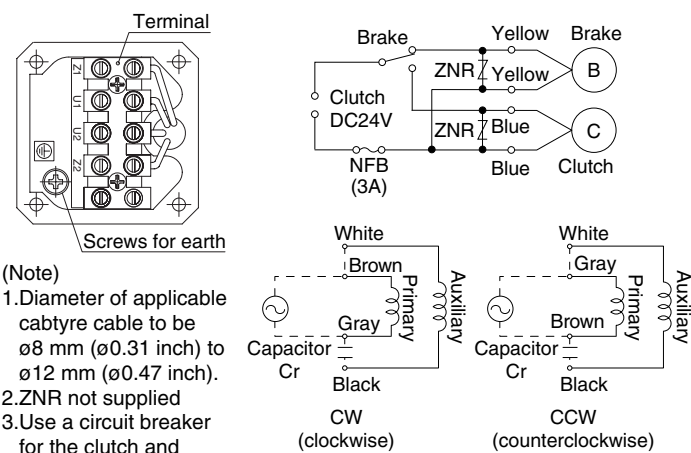 Terminal
Z1
U1
U2
Z2
Screws for earth
(Note)
1.Diameter of applicable
cabtyre cable to be
ø8 mm (ø0.31 inch) to
ø12 mm (ø0.47 inch).
2.ZNR not supplied
3.Use a circuit breaker
for the clutch and
Brake
Yellow
Brake
ZNR
Yellow
B
Clutch
DC24V
ZNR
Blue
C
NFB
(3A)
Blue
Clutch
White
Brown
Primary
Auxiliary
Gray
Capacitor
Cr
Black
CW
(clockwise)
White
Gray
Primary
Auxiliary
Brown
Capacitor
Cr
Black
CCW
(counterclockwise)